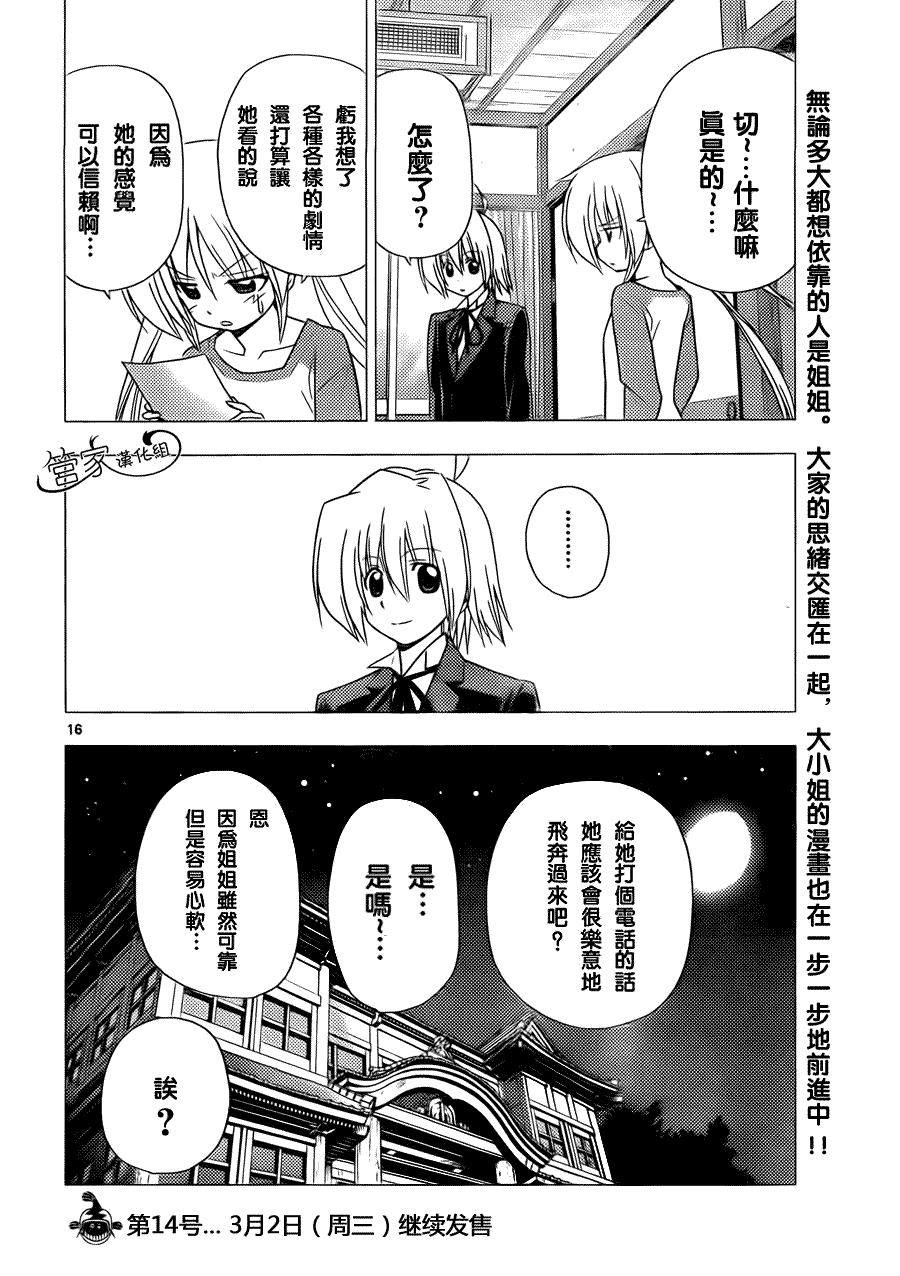 無論多大都想依靠的人是姐姐。大家的思緒交匯在一起，大小姐的漫畫也在一步一步地前進中!!
切~…什麼嘛
真是的~…
怎麼了？
虧我想了
各種各樣的劇情
還打算讓
她看的說
因為
她的感覺
可以信賴啊…
管家漢化組
………
16
給她打個電話的話
她應該會很樂意地
飛奔過來吧？
是…
是嗎~…
恩
因為姐姐雖然可靠
但是容易心軟…
誒？
第14号... 3月2日（周三）继续发售